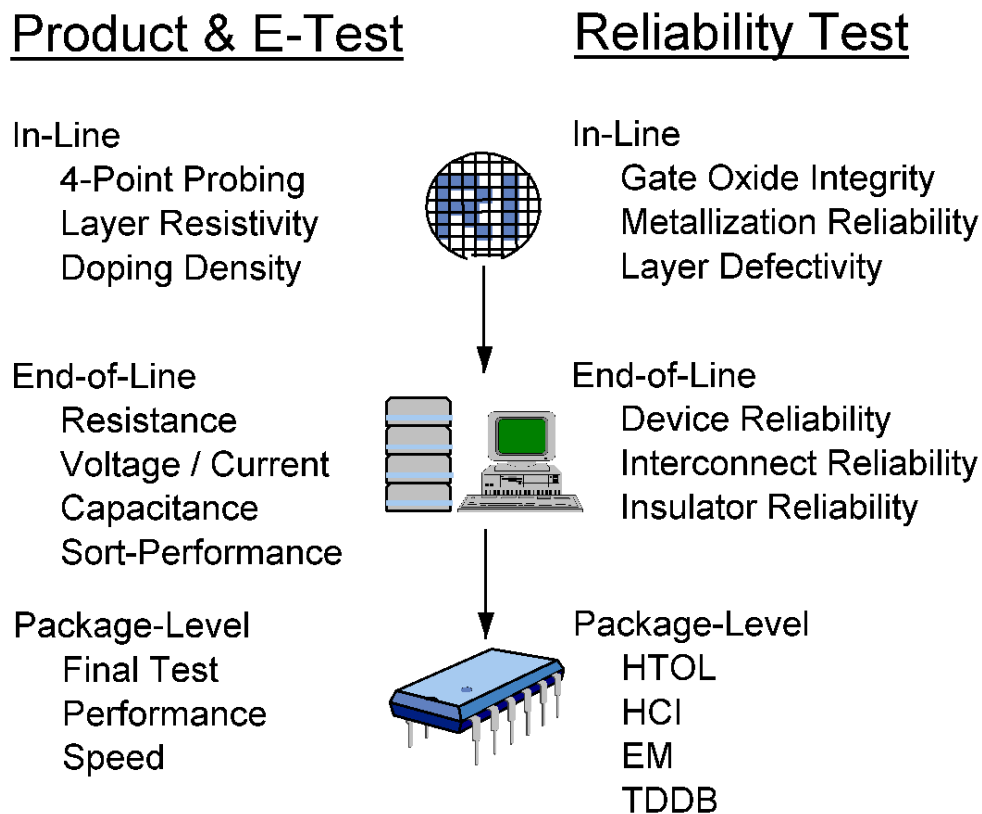 Product & E-Test
Reliability Test
In-Line
4-Point Probing
Layer Resistivity
Doping Density
In-Line
Gate Oxide Integrity
Metallization Reliability
Layer Defectivity
End-of-Line
Resistance
Voltage / Current
Capacitance
Sort-Performance
End-of-Line
Device Reliability
Interconnect Reliability
Insulator Reliability
Package-Level
Final Test
Performance
Speed
Package-Level
HTOL
HCI
EM
TDDB